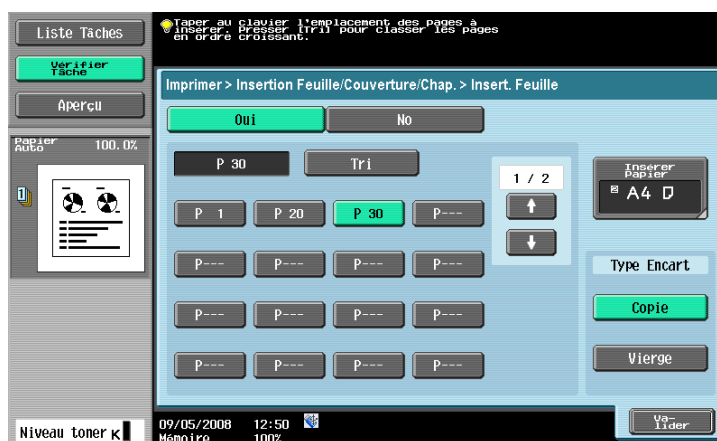 Taper au clavier l'emplacement des pages à
insérer. Presser [Tri] pour classer les pages
en ordre croissant.
Liste Tâches
Vérifier
Tâche
Aperçu
Papier
Auto
100.0%
1
Imprimer > Insertion Feuille/Couverture/Chap. > Insert. Feuille
Oui
No
P 30
Tri
1 / 2
P 1
P 20
P 30
P---
P---
P---
P---
P---
P---
P---
P---
P---
P---
P---
P---
P---
Insérer
Papier
A4
Type Encart
Copie
Vierge
Niveau toner K
09/05/2008 12:50
Mémoire 100%
Va-
lider